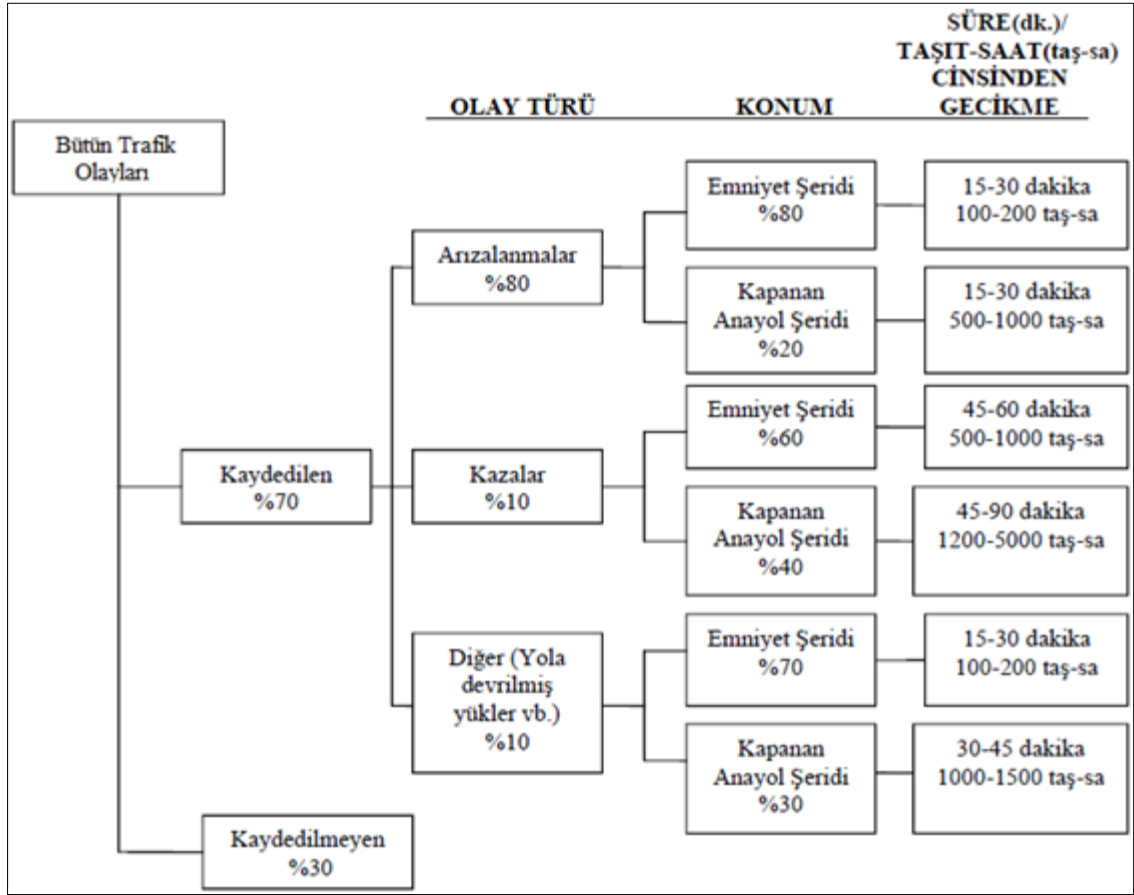 SÜRE(dk.)/
TAŞIT-SAAT(taş-sa)
CİNSİNDEN
OLAY TÜRÜ KONUM GECİKME
Bütün Trafik
Olayları
Kaydedilen
%70
Arızalanmalar
%80
Emniyet Şeridi
%80
15-30 dakika
100-200 taş-sa
Kapanan
Anayol Şeridi
%20
15-30 dakika
500-1000 taş-sa
Kazalar
%10
Emniyet Şeridi
%60
45-60 dakika
500-1000 taş-sa
Kapanan
Anayol Şeridi
%40
45-90 dakika
1200-5000 taş-sa
Diğer (Yola
devrilmiş
yükler vb.)
%10
Emniyet Şeridi
%70
15-30 dakika
100-200 taş-sa
Kapanan
Anayol Şeridi
%30
30-45 dakika
1000-1500 taş-sa
Kaydedilmeyen
%30